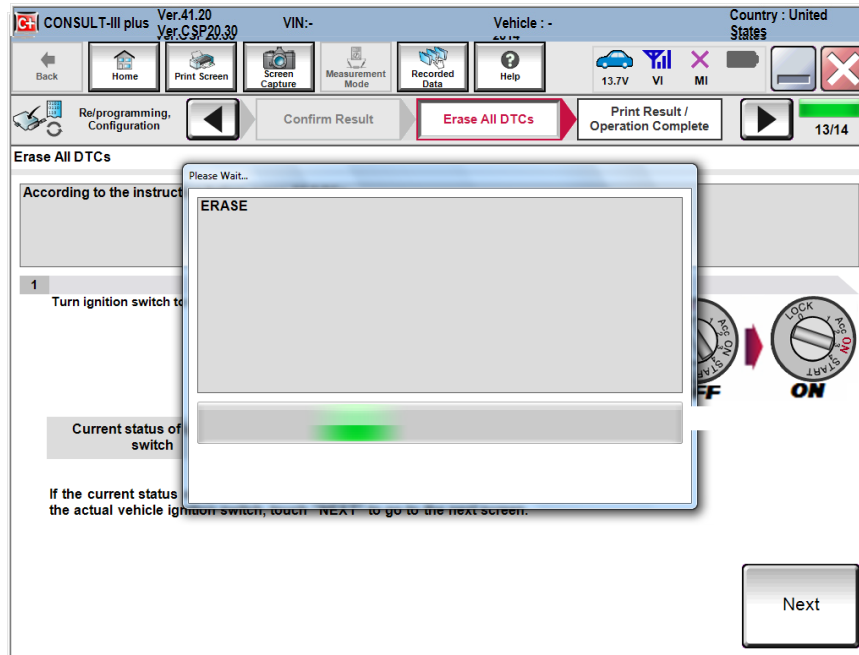 CONSULT-III plus
Ver.41.20
Ver.CSP20.30
VIN:-
Vehicle : -
Country : United
States
Back
Home
Print Screen
Screen
Capture
Measurement
Mode
Recorded
Data
Help
13.7V
VI
MI
Re/programming,
Configuration
Confirm Result
Erase All DTCs
Print Result /
Operation Complete
13/14
Erase All DTCs
Please Wait...
According to the
ERASE
1
Turn ignition switch
LOCK
Acc
ON
START
ON
Current status of
switch
If the current status
the actual vehicle ignition switch, touch "NEXT" to go to the next screen.
Next